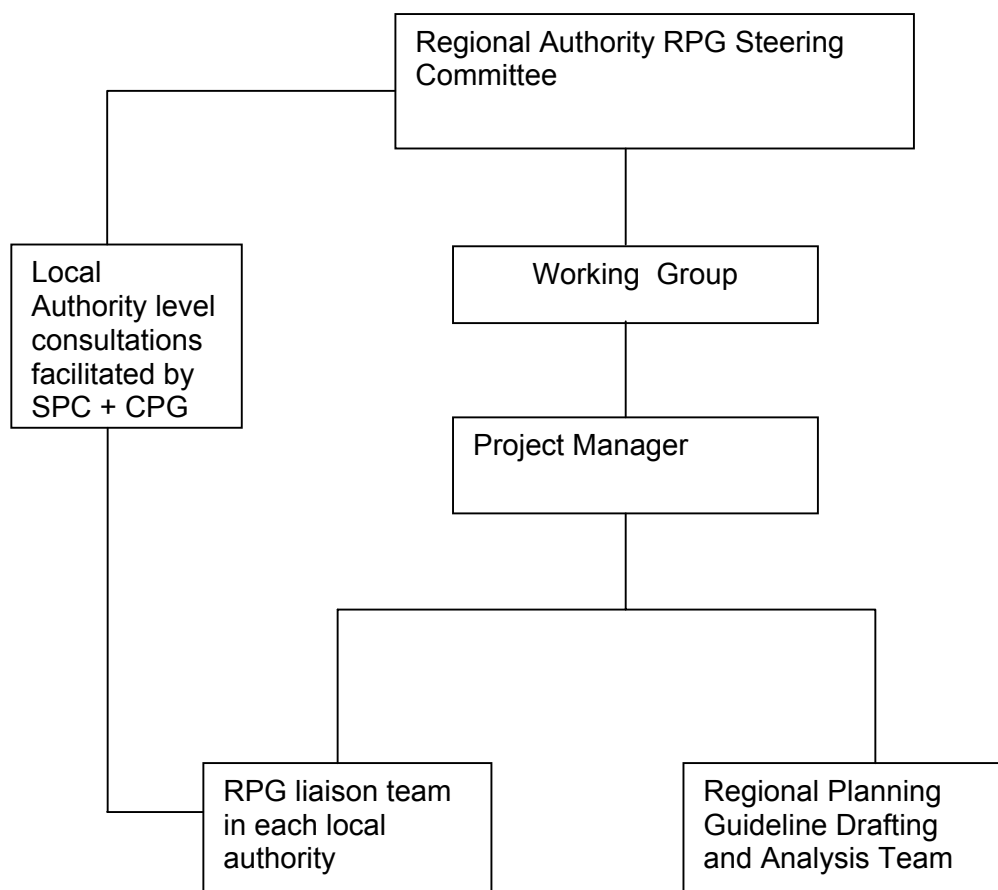 Regional Authority RPG Steering
Committee
Local
Authority level
consultations
facilitated by
SPC + CPG
Working  Group
Project Manager
RPG liaison team
in each local
authority
Regional Planning
Guideline Drafting
and Analysis Team